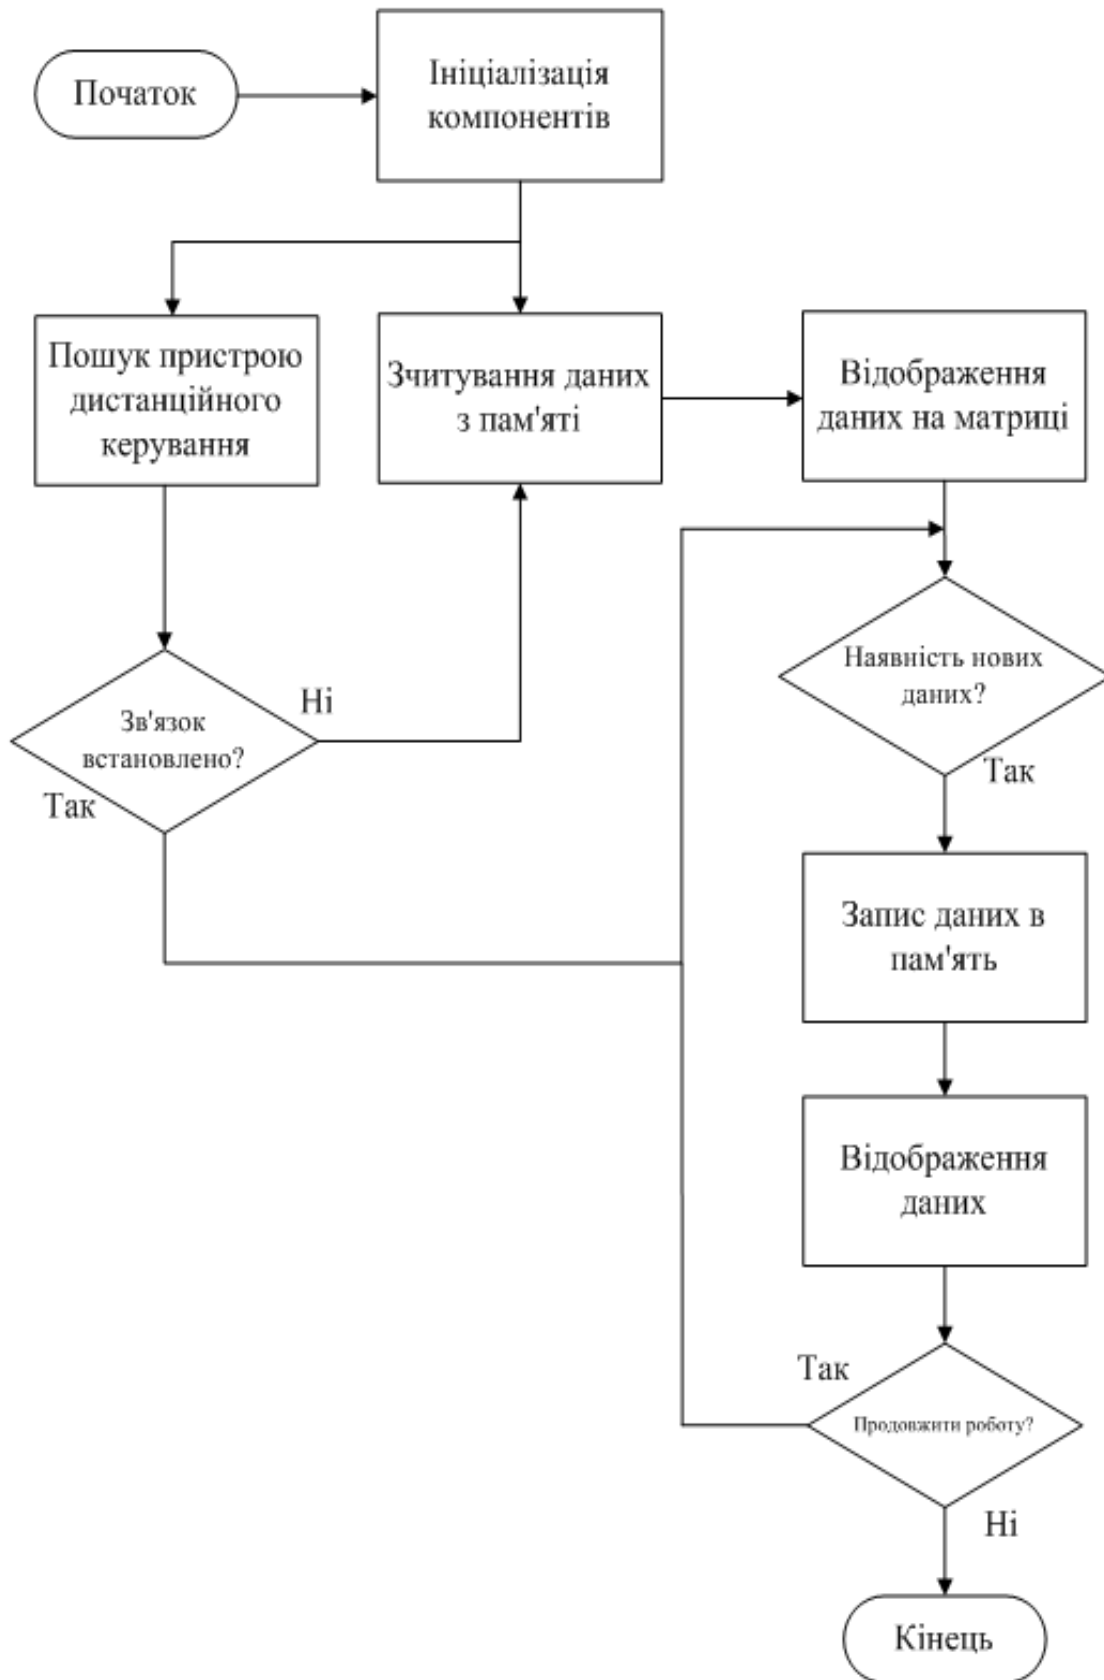 Початок
Ініціалізація
компонентів
Пошук пристрою
дистанційного
керування
Зчитування даних
з пам'яті
Відображення
даних на матриці
Зв'язок
встановлено?
Ні
Так
Наявність нових
даних?
Так
Запис даних в
пам'ять
Відображення
даних
Так
Продовжити роботу?
Ні
Кінець